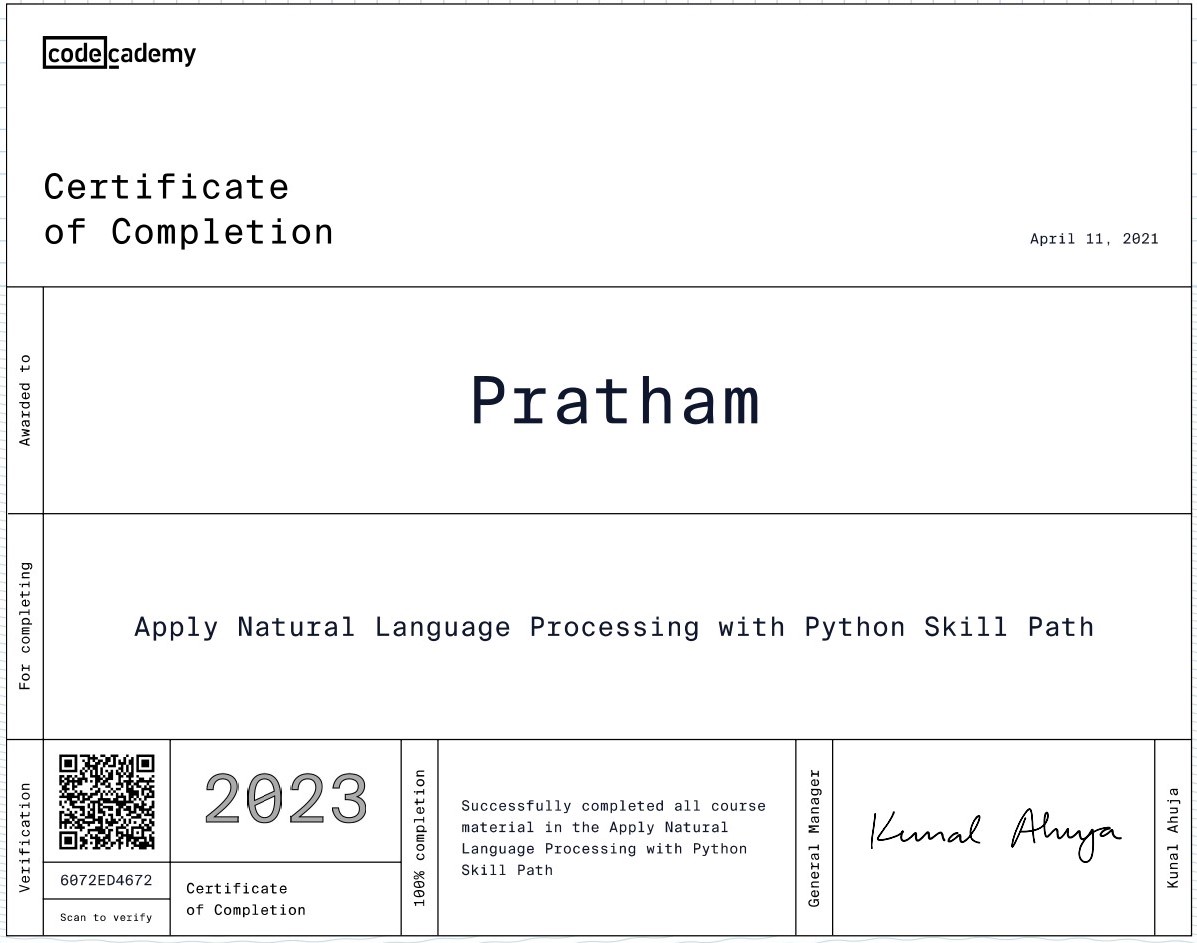 codecademy
Certificate
of Completion
April 11, 2021
Awarded to
Pratham
For completing
Apply Natural Language Processing with Python Skill Path
Verification
6072ED4672
Scan to verify
2023
Certificate
of Completion
100% completion
Successfully completed all course
material in the Apply Natural
Language Processing with Python
Skill Path
General Manager
Kunal Ahuja
Kunal Ahuja